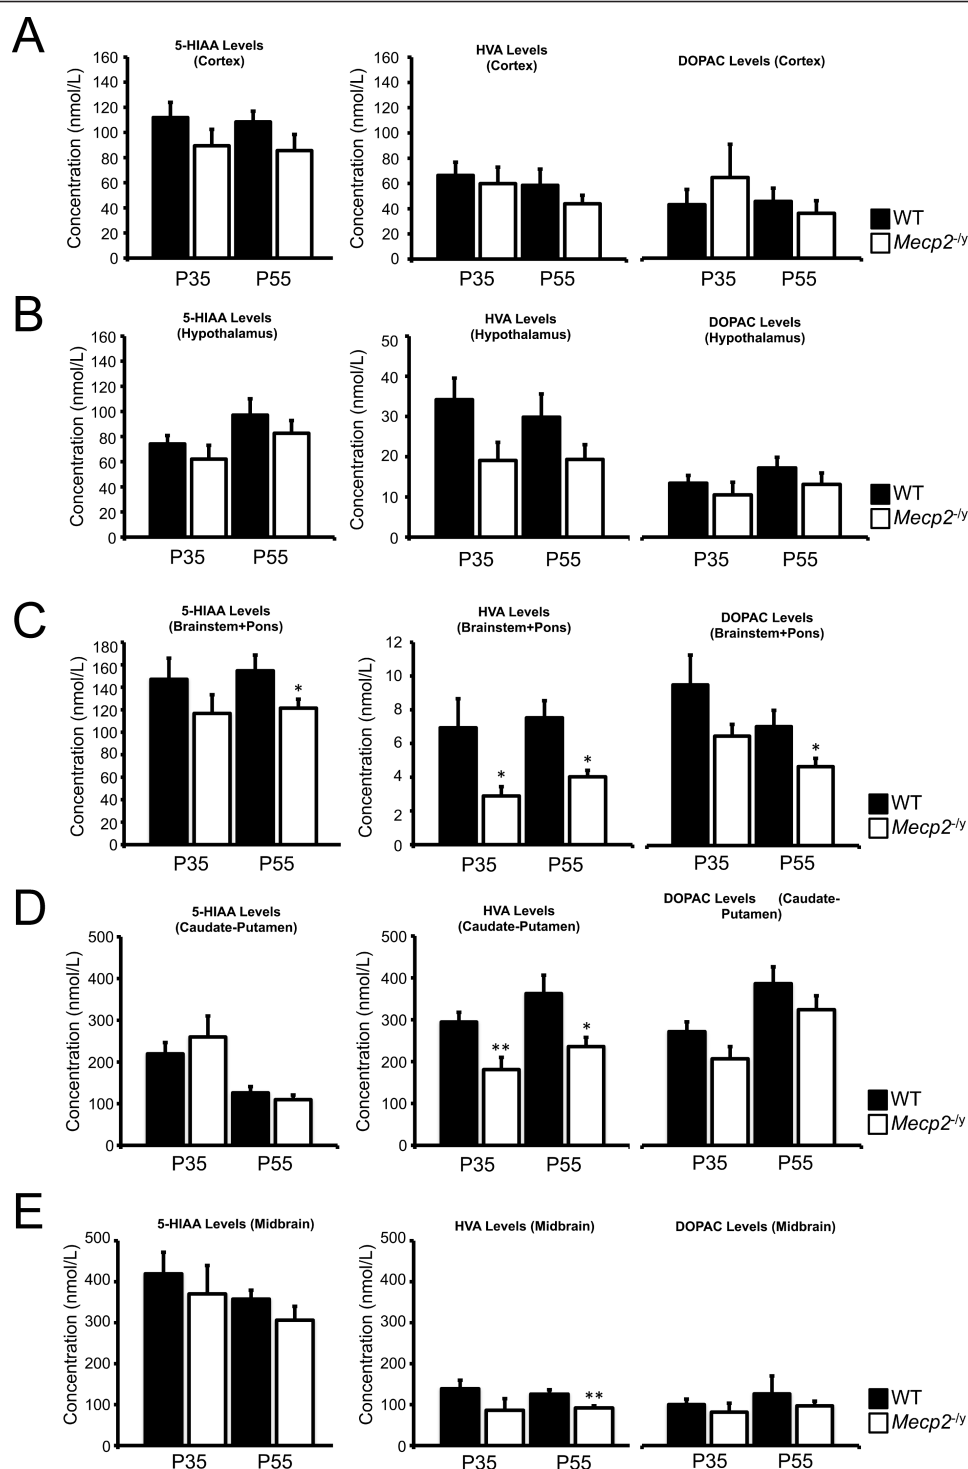 A
5-HIAA Levels
(Cortex)
HVA Levels
(Cortex)
DOPAC Levels (Cortex)
Concentration (nmol/L)
160
140
120
100
80
60
40
20
0
P35
P55
Concentration (nmol/L)
160
140
120
100
80
60
40
20
0
P35
P55
P35
P55
WT
Mecp2-/y
B
5-HIAA Levels
(Hypothalamus)
HVA Levels
(Hypothalamus)
DOPAC Levels
(Hypothalamus)
Concentration (nmol/L)
160
140
120
100
80
60
40
20
0
P35
P55
Concentration (nmol/L)
50
40
30
20
10
0
P35
P55
P35
P55
WT
Mecp2-/y
C
5-HIAA Levels
(Brainstem+Pons)
HVA Levels
(Brainstem+Pons)
DOPAC Levels
(Brainstem+Pons)
Concentration (nmol/L)
180
160
140
120
100
80
60
40
20
0
*
P35
P55
Concentration (nmol/L)
12
10
8
6
4
2
0
*
*
P35
P55
*
P35
P55
WT
Mecp2-/y
D
5-HIAA Levels
(Caudate-Putamen)
HVA Levels
(Caudate-Putamen)
DOPAC Levels (Caudate-
Putamen)
Concentration (nmol/L)
500
400
300
200
100
0
P35
P55
Concentration (nmol/L)
500
400
300
200
100
0
**
*
P35
P55
P35
P55
WT
Mecp2-/y
E
5-HIAA Levels (Midbrain)
HVA Levels (Midbrain)
DOPAC Levels (Midbrain)
Concentration (nmol/L)
500
400
300
200
100
0
P35
P55
Concentration (nmol/L)
500
400
300
200
100
0
**
P35
P55
P35
P55
WT
Mecp2-/y